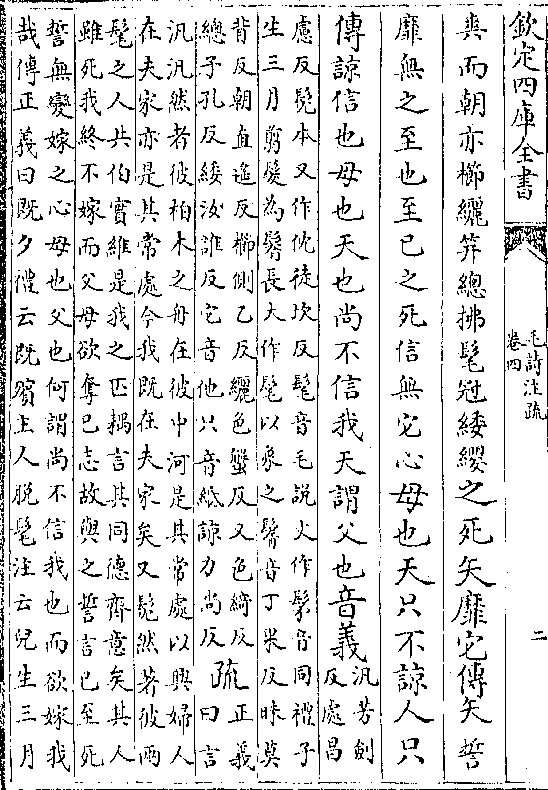 欽定四庫全書
毛詩注疏
卷四
二
喪而朝亦櫛纚笄總拂髦冠緌纓之死矢靡它傳矢誓
靡無之至也至已之死信無它心母也天只不諒人只
傳諒信也母也天也尚不信我天謂父也音義汎芳劍
反處昌
慮反髧本又作㐲徒坎反髦音毛說文作髳音同禮子
生三月翦髮為鬌長大作髦以象之鬌音丁果反昧莫
背反朝直遙反櫛側乙反纚色蟹反又色綺反
總子孔反緌汝誰反它音他只音紙諒力尚反
疏正義
曰言
汎汎然者彼柏木之舟在彼中河是其常處以興婦人
在夫家亦是其常處今我既在夫家矣又髧然著彼兩
髦之人共伯實維是我之匹耦言其同德齊意矣其人
雖死我終不嫁而父母欲奪已志故與之誓言已至死
誓無變嫁之心母也父也何謂尚不信我也而欲嫁我
哉傳正義曰既夕禮云既殯主人脫髦注云兒生三月